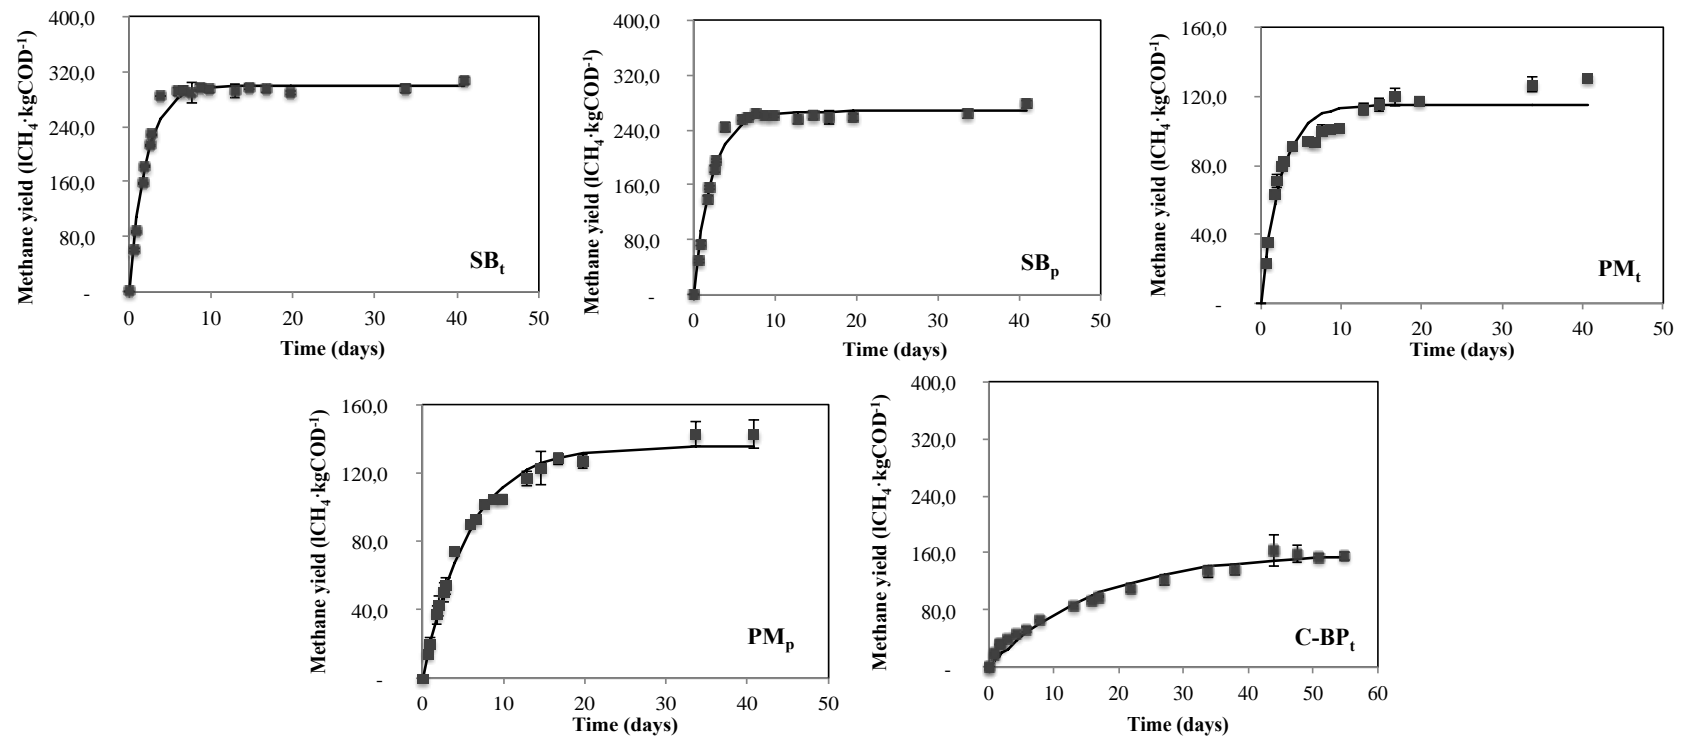 Methane yield (lCH₄·kgCOD⁻¹)
400,0
320,0
240,0
160,0
80,0
-
0 10 20 30 40 50
Time (days)
SBₜ
Methane yield (lCH₄·kgCOD⁻¹)
400,0
320,0
240,0
160,0
80,0
-
0 10 20 30 40 50
Time (days)
SBₚ
Methane yield (lCH₄·kgCOD⁻¹)
160,0
120,0
80,0
40,0
-
0 10 20 30 40 50
Time (days)
PMₜ
Methane yield (lCH₄·kgCOD⁻¹)
160,0
120,0
80,0
40,0
-
0 10 20 30 40 50
Time (days)
PMₚ
Methane yield (lCH₄·kgCOD⁻¹)
400,0
320,0
240,0
160,0
80,0
-
0 10 20 30 40 50 60
Time (days)
C-BPₜ